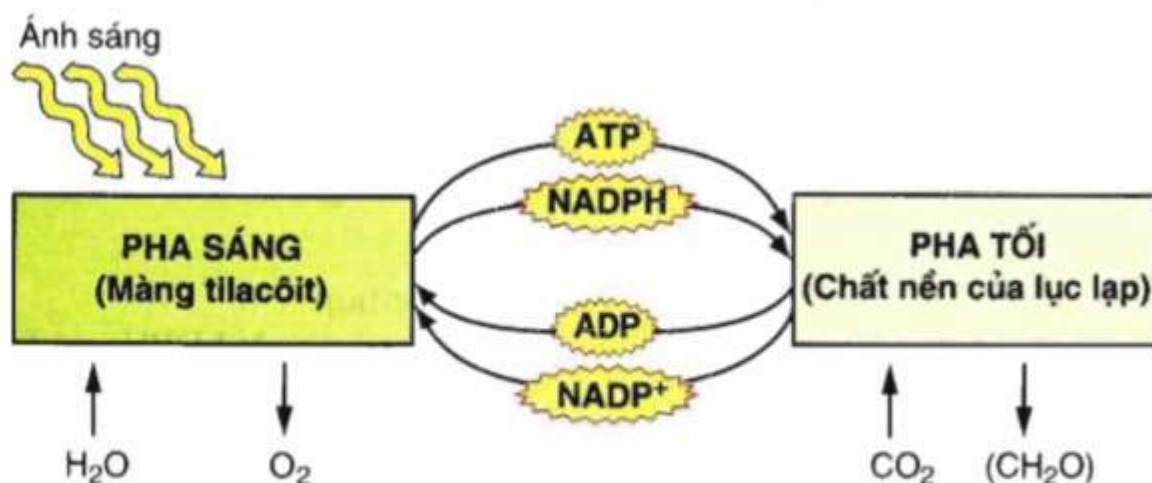 Ánh sáng
ATP
NADPH
PHA SÁNG
(Màng tilacôit)
PHA TỐI
(Chất nền của lục lạp)
ADP
NADP⁺
H₂O
O₂
CO₂
(CH₂O)